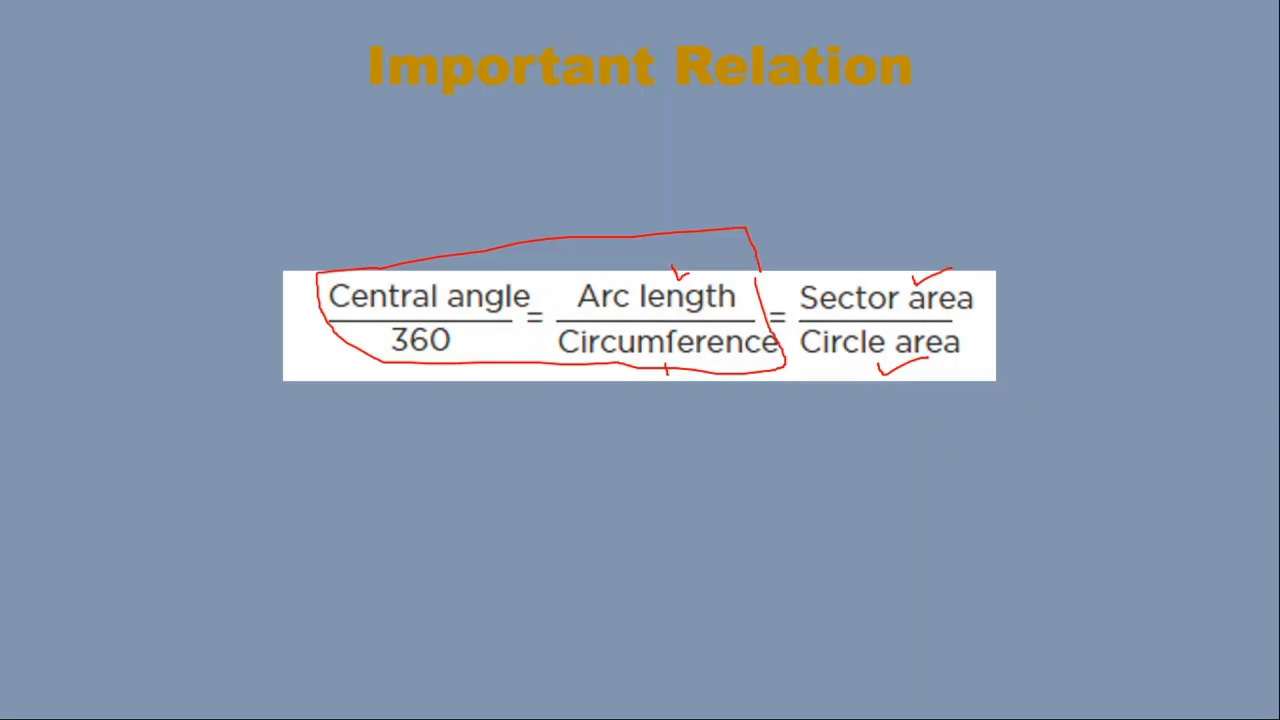 Important Relation
Central angle / 360 = Arc length / Circumference = Sector area / Circle area